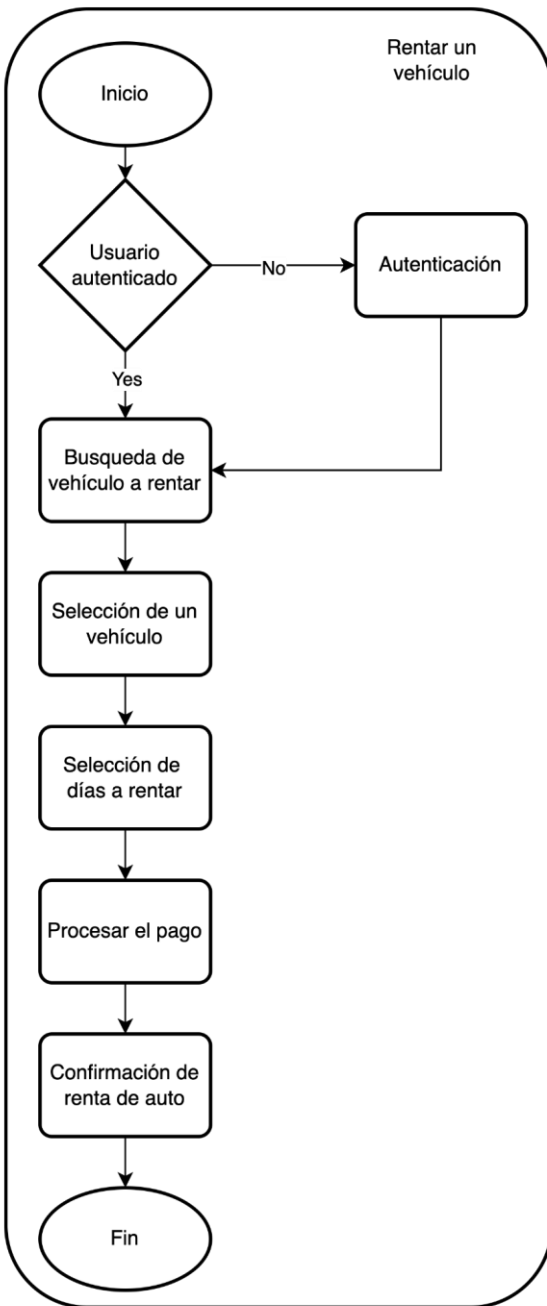 Rentar un
vehículo
Inicio
Usuario
autenticado
No
Autenticación
Yes
Busqueda de
vehículo a rentar
Selección de un
vehículo
Selección de
días a rentar
Procesar el pago
Confirmación de
renta de auto
Fin